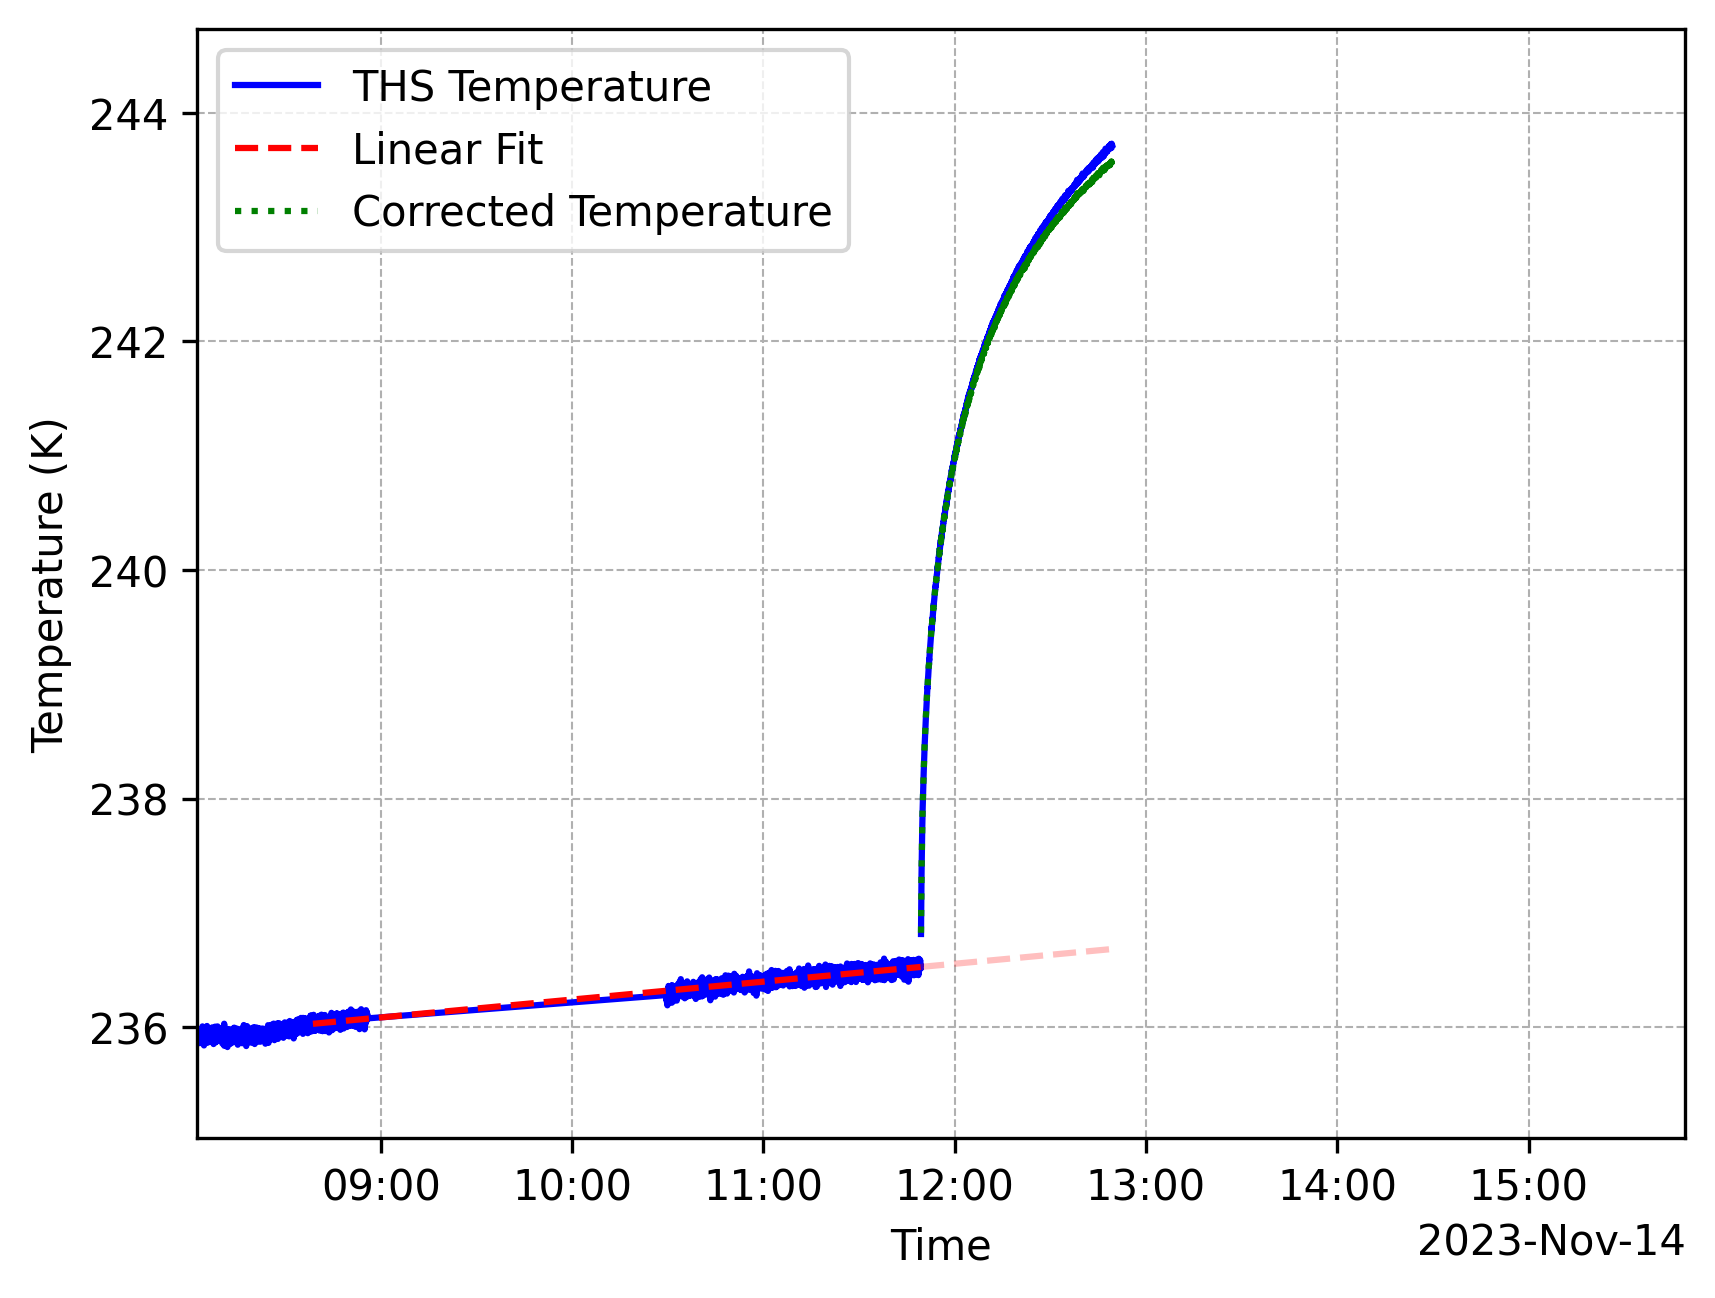 THS Temperature
Linear Fit
Corrected Temperature
244
242
240
238
236
Temperature (K)
09:00 10:00 11:00 12:00 13:00 14:00 15:00
Time
2023-Nov-14